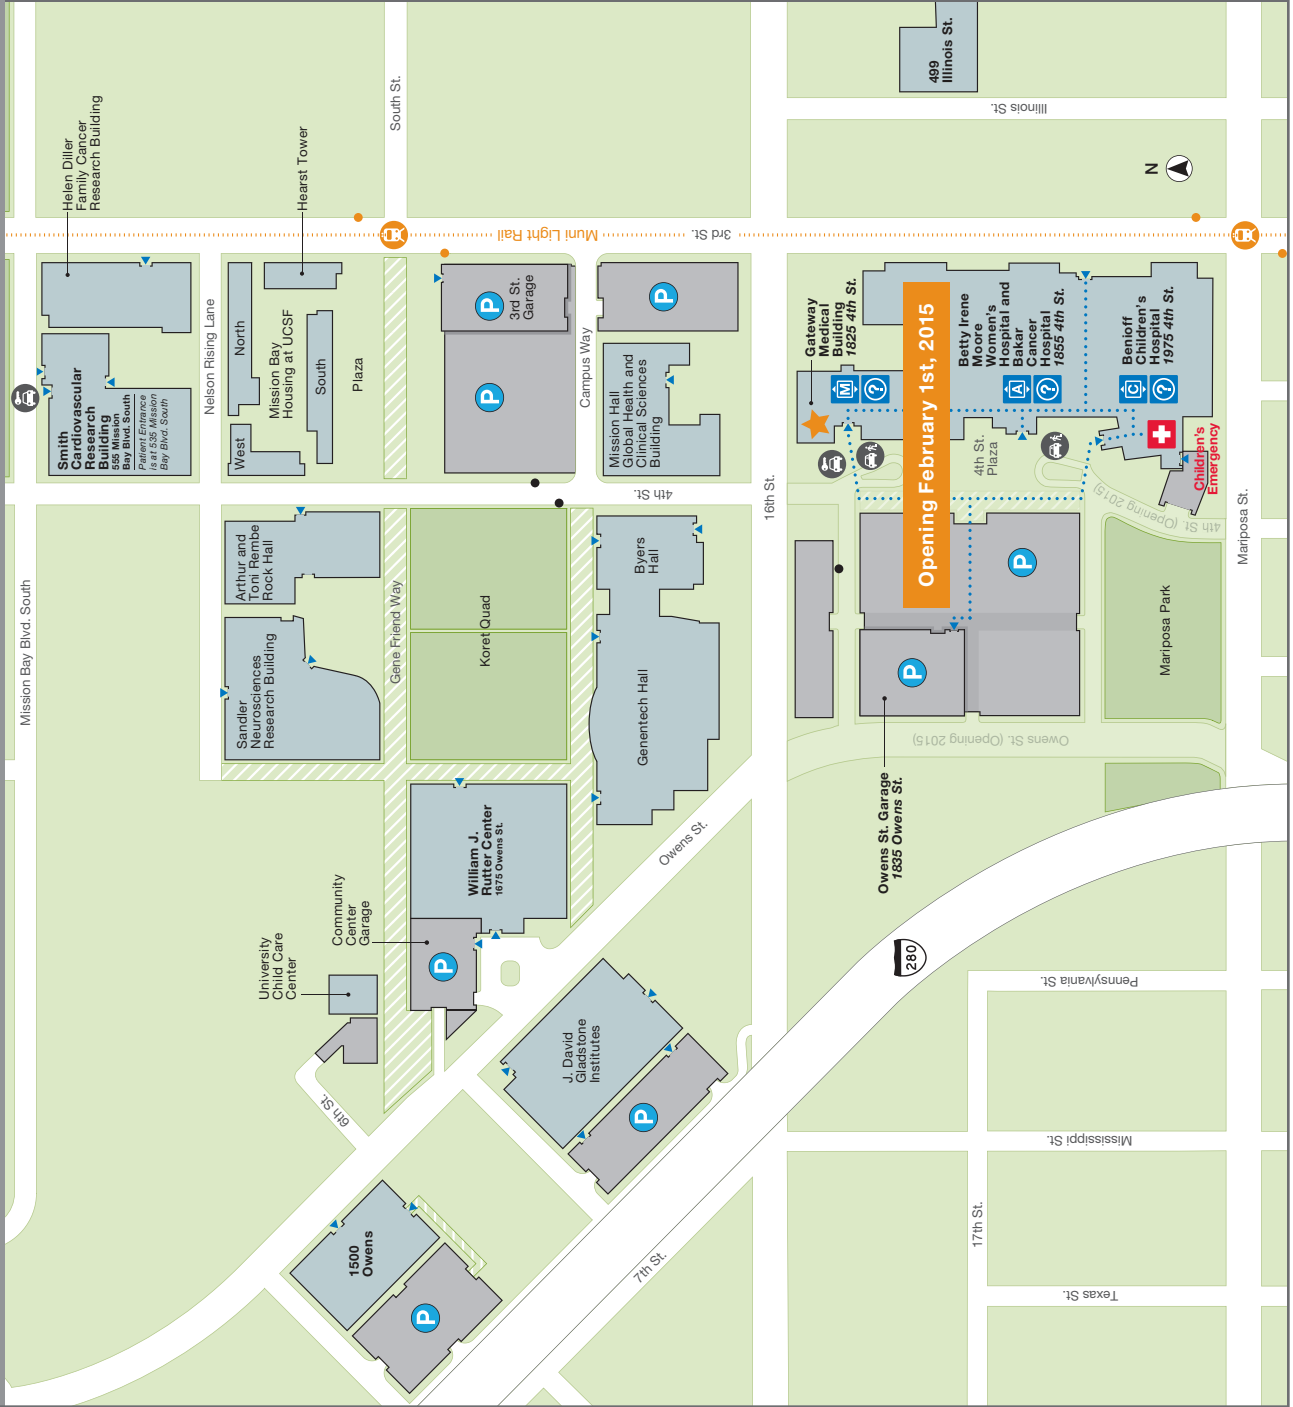 Helen Diller
Family Cancer
Research Building
Hearst Tower
South St.
499
Illinois St.
Illinois St.
N
Muni Light Rail
3rd St.
Smith
Cardiovascular
Research
Building
555 Mission
Bay Blvd. South
Patient Entrance
is at 535 Mission
Bay Blvd. South
Nelson Rising Lane
North
West
Mission Bay
Housing at UCSF
South
Plaza
P
3rd St.
Garage
P
Campus Way
P
Mission Hall
Global Health and
Clinical Sciences
Building
4th St.
16th St.
Gateway
Medical
Building
1825 4th St.
M
?
Opening February 1st, 2015
Betty Irene
Moore
Women's
Hospital and
Bakar
Cancer
Hospital
1855 4th St.
A
?
Benioff
Children's
Hospital
1975 4th St.
C
?
Children's
Emergency
4th St.
Plaza
4th St. (Opening 2015)
Mariposa St.
Mission Bay Blvd. South
Arthur and
Toni Rembe
Rock Hall
Sandler
Neurosciences
Research Building
Gene Friend Way
Koret Quad
Byers
Hall
Genentech Hall
P
P
Mariposa Park
Owens St. (Opening 2015)
Owens St. Garage
1835 Owens St.
William J.
Rutter Center
1675 Owens St.
Owens St.
Community
Center
Garage
P
University
Child Care
Center
280
6th St.
J. David
Gladstone
Institutes
P
1500
Owens
P
7th St.
Pennsylvania St.
Mississippi St.
17th St.
Texas St.